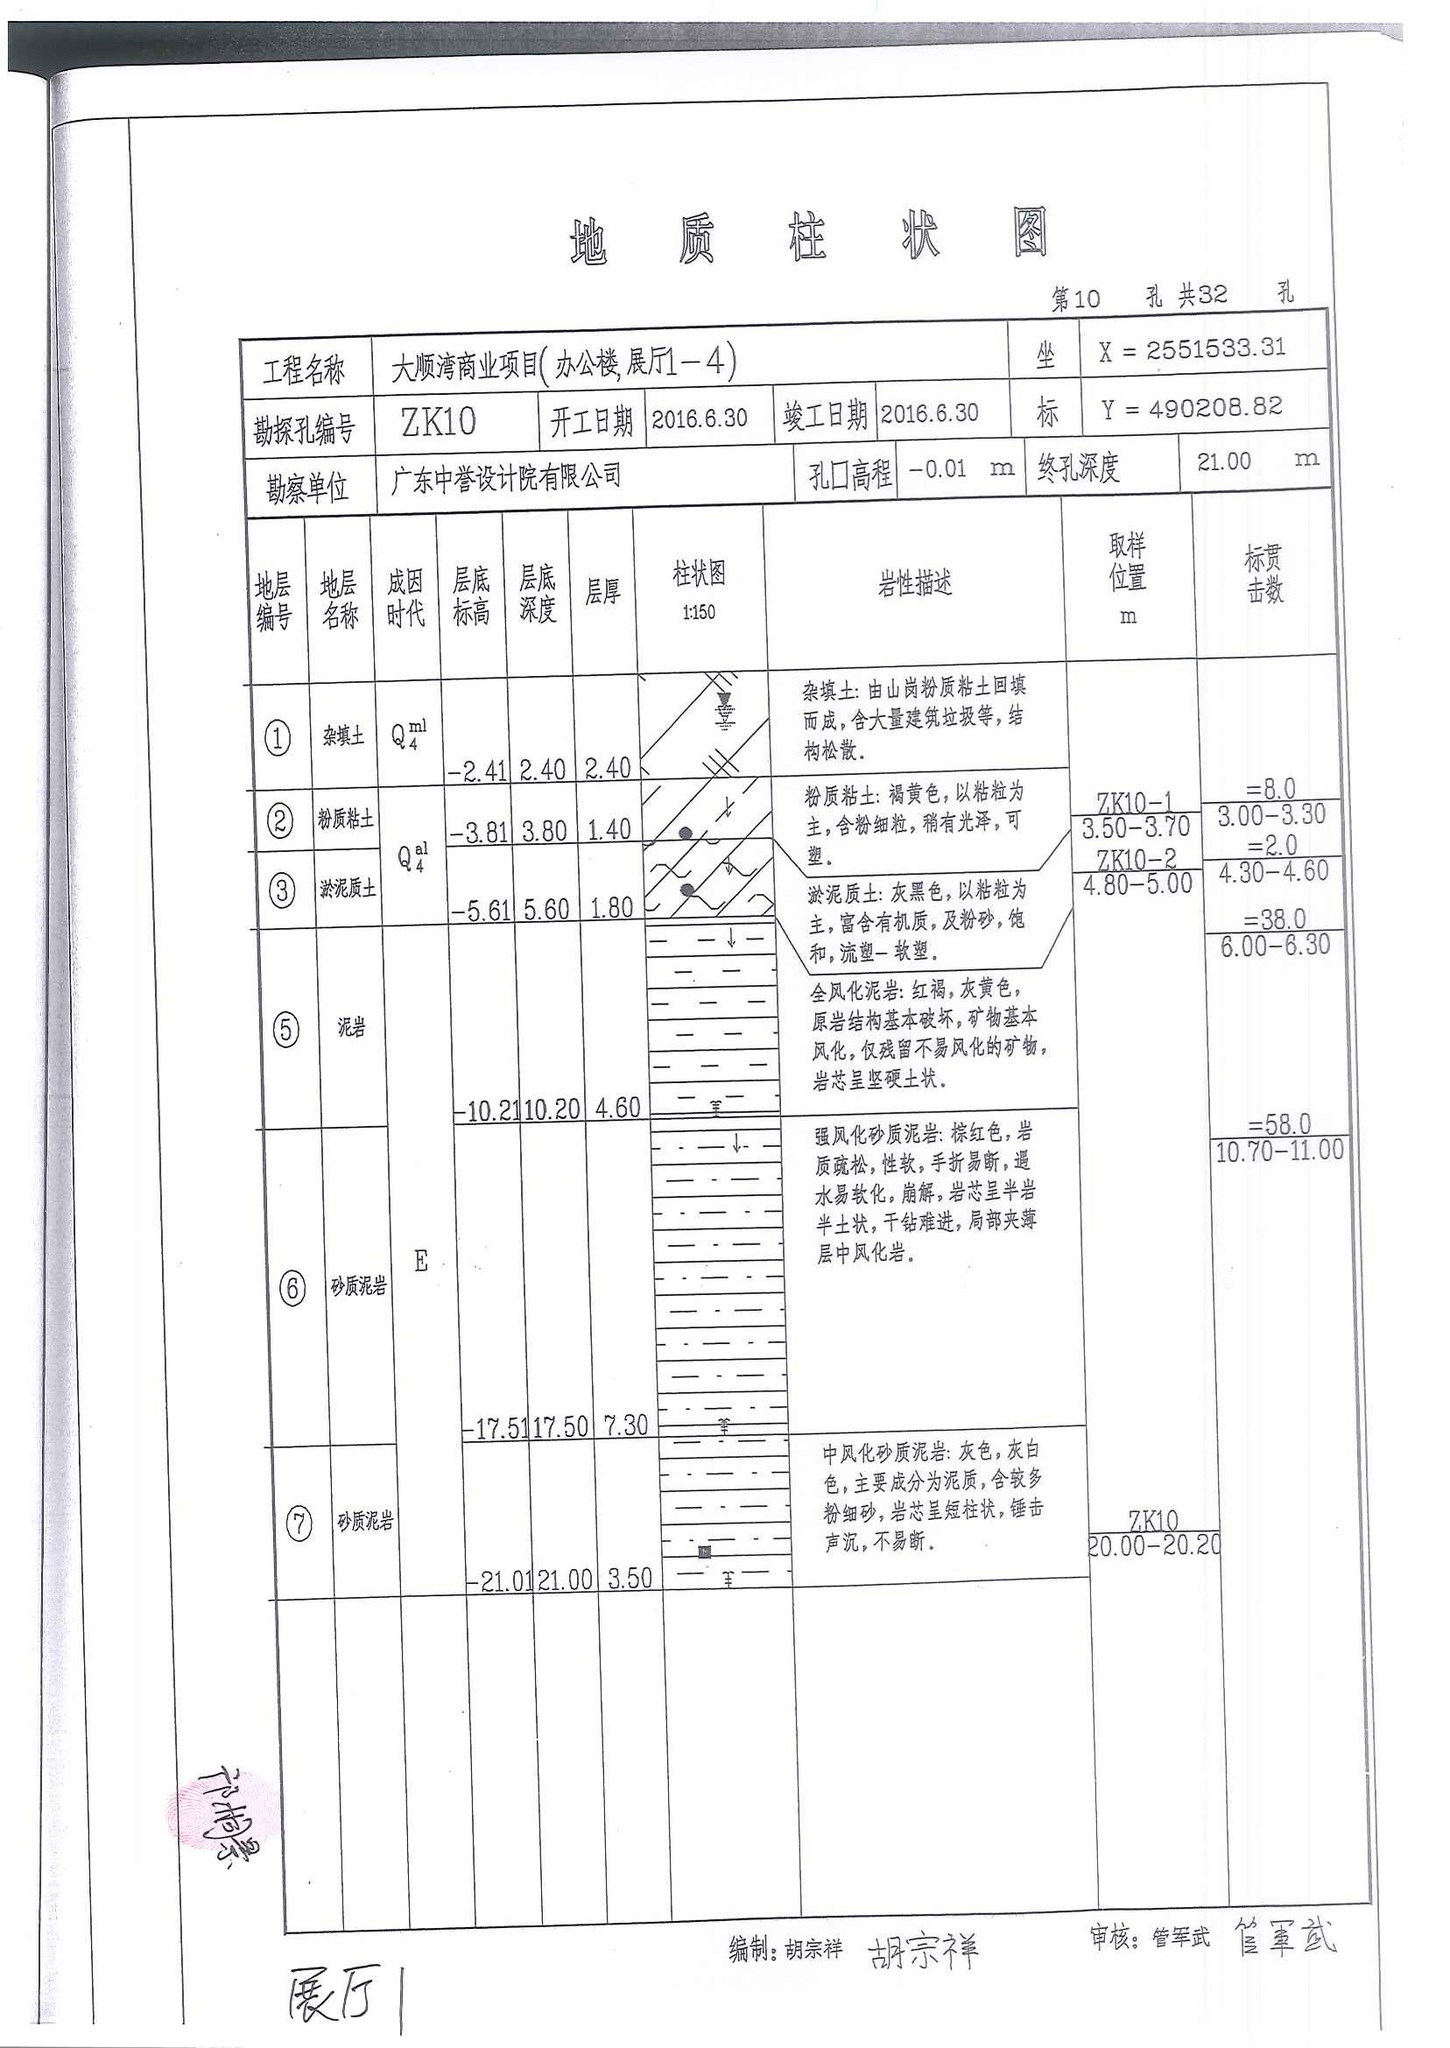 地质柱状图
第10 孔 共32 孔
工程名称 大顺湾商业项目(办公楼,展厅1-4) 坐 X = 2551533.31
勘探孔编号 ZK10 开工日期 2016.6.30 竣工日期 2016.6.30 标 Y = 490208.82
勘察单位 广东中誉设计院有限公司 孔口高程 -0.01 m 终孔深度 21.00 m
地层编号 地层名称 成因时代 层底标高 层底深度 层厚 柱状图 1:150 岩性描述 取样位置 m 标贯击数
① 杂填土 Q4ml -2.41 2.40 2.40
杂填土: 由山岗粉质粘土回填
而成, 含大量建筑垃圾等, 结
构松散.
② 粉质粘土 Q4al -3.81 3.80 1.40
粉质粘土: 褐黄色, 以粘粒为
主, 含粉细粒, 稍有光泽, 可
塑.
ZK10-1
3.50-3.70
=8.0
3.00-3.30
③ 淤泥质土 -5.61 5.60 1.80
淤泥质土: 灰黑色, 以粘粒为
主, 富含有机质, 及粉砂, 饱
和, 流塑-软塑.
ZK10-2
4.80-5.00
=2.0
4.30-4.60
=38.0
6.00-6.30
⑤ 泥岩 -10.21 10.20 4.60
全风化泥岩: 红褐, 灰黄色,
原岩结构基本破坏, 矿物基本
风化, 仅残留不易风化的矿物,
岩芯呈坚硬土状.
⑥ 砂质泥岩 E -17.51 17.50 7.30
强风化砂质泥岩: 棕红色, 岩
质疏松, 性软, 手折易断, 遇
水易软化, 崩解, 岩芯呈半岩
半土状, 干钻难进, 局部夹薄
层中风化岩.
=58.0
10.70-11.00
⑦ 砂质泥岩 -21.01 21.00 3.50
中风化砂质泥岩: 灰色, 灰白
色, 主要成分为泥质, 含较多
粉细砂, 岩芯呈短柱状, 锤击
声沉, 不易断.
ZK10
20.00-20.20
编制: 胡宗祥 胡宗祥 审核: 管军武 管军武
展厅1